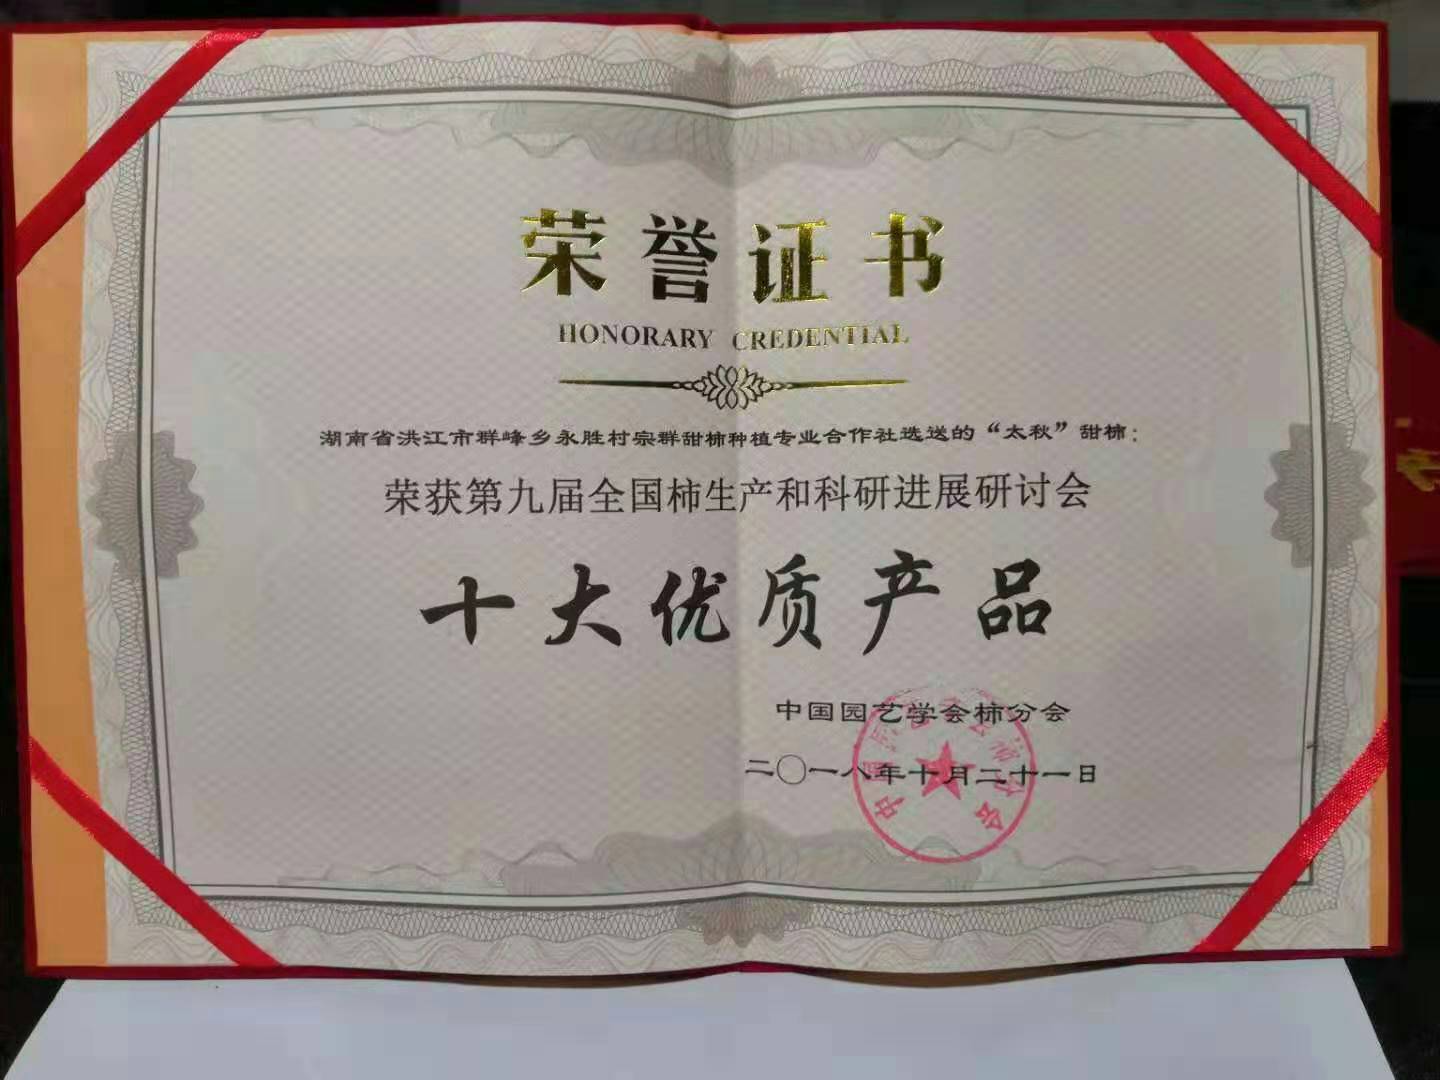 荣誉证书
HONORARY CREDENTIAL
湖南省洪江市群峰乡永胜村宗群甜柿种植专业合作社选送的“太秋”甜柿：
荣获第九届全国柿生产和科研进展研讨会
十大优质产品
中国园艺学会柿分会
二〇一八年十月二十一日